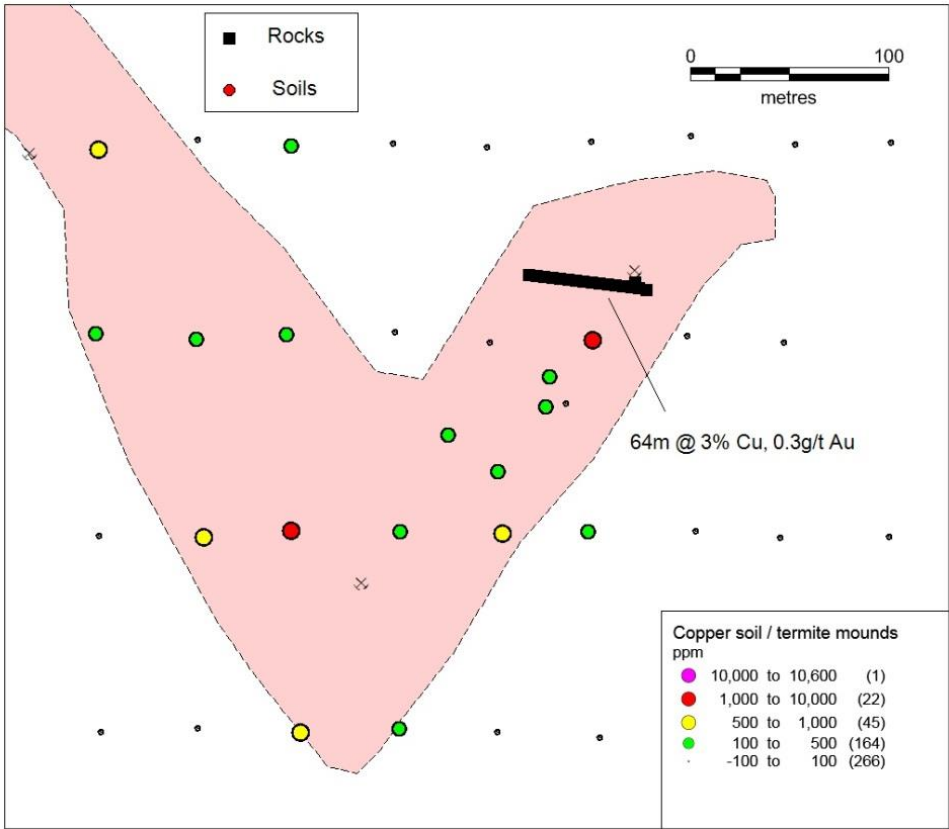 Rocks
Soils
0 100
metres
64m @ 3% Cu, 0.3g/t Au
Copper soil / termite mounds
ppm
10,000 to 10,600 (1)
1,000 to 10,000 (22)
500 to 1,000 (45)
100 to 500 (164)
-100 to 100 (266)